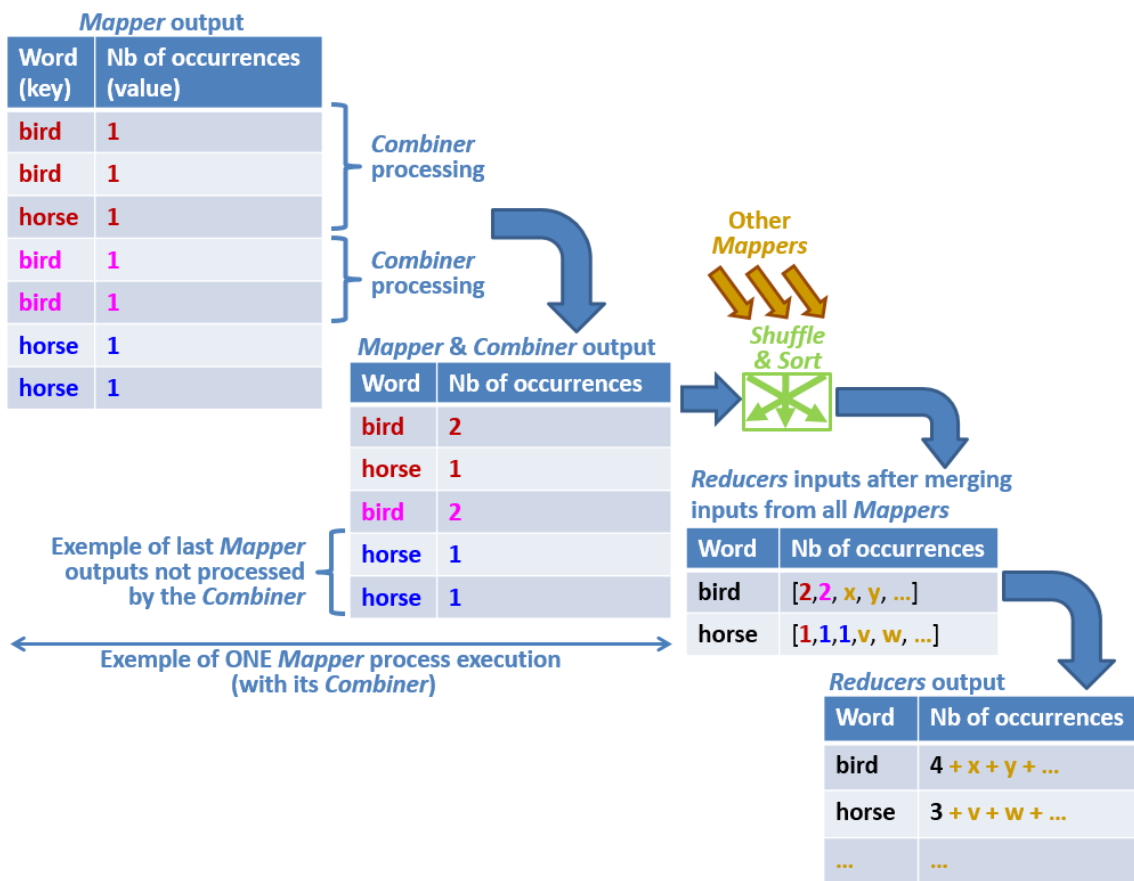 Mapper output
Word (key) Nb of occurrences (value)
bird 1
bird 1
horse 1
bird 1
bird 1
horse 1
horse 1
Combiner
processing
Combiner
processing
Other
Mappers
Shuffle
& Sort
Mapper & Combiner output
Word Nb of occurrences
bird 2
horse 1
bird 2
horse 1
horse 1
Exemple of last Mapper
outputs not processed
by the Combiner
Exemple of ONE Mapper process execution
(with its Combiner)
Reducers inputs after merging
inputs from all Mappers
Word Nb of occurrences
bird [2,2, x, y, ...]
horse [1,1,1,v, w, ...]
Reducers output
Word Nb of occurrences
bird 4 + x + y + ...
horse 3 + v + w + ...
... ...